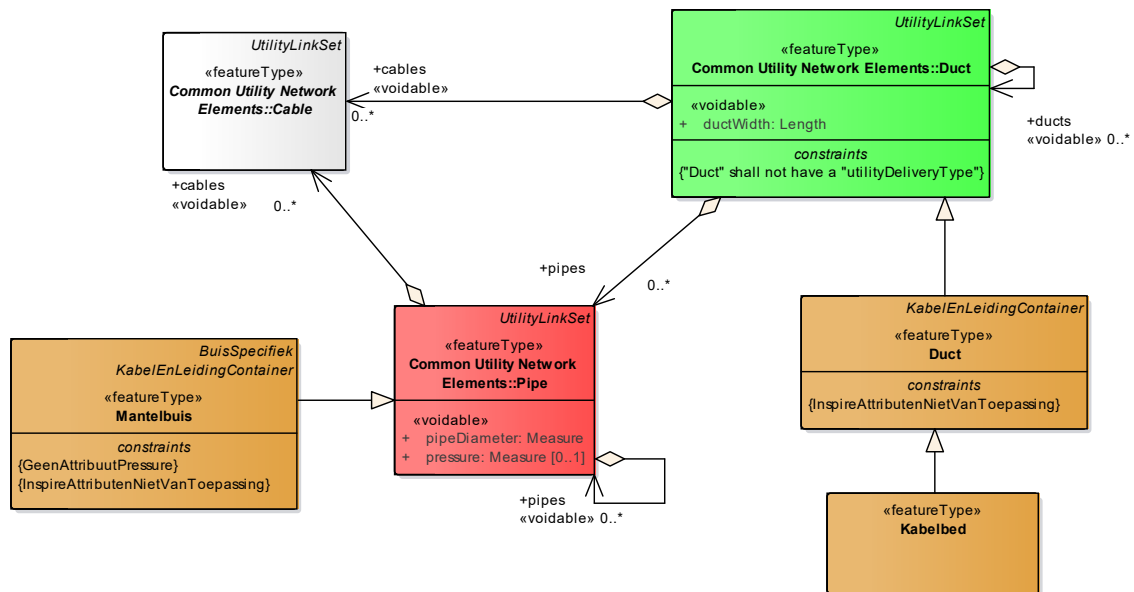 UtilityLinkSet
«featureType»
Common Utility Network
Elements::Cable
+cables
«voidable»
0..*
UtilityLinkSet
«featureType»
Common Utility Network Elements::Duct
«voidable»
+ ductWidth: Length
constraints
{"Duct" shall not have a "utilityDeliveryType"}
+ducts
«voidable» 0..*
+cables
«voidable»
0..*
+pipes
0..*
UtilityLinkSet
«featureType»
Common Utility Network
Elements::Pipe
«voidable»
+ pipeDiameter: Measure
+ pressure: Measure [0..1]
+pipes
«voidable» 0..*
BuisSpecifiek
KabelEnLeidingContainer
«featureType»
Mantelbuis
constraints
{GeenAttribuutPressure}
{InspireAttributenNietVanToepassing}
KabelEnLeidingContainer
«featureType»
Duct
constraints
{InspireAttributenNietVanToepassing}
«featureType»
Kabelbed